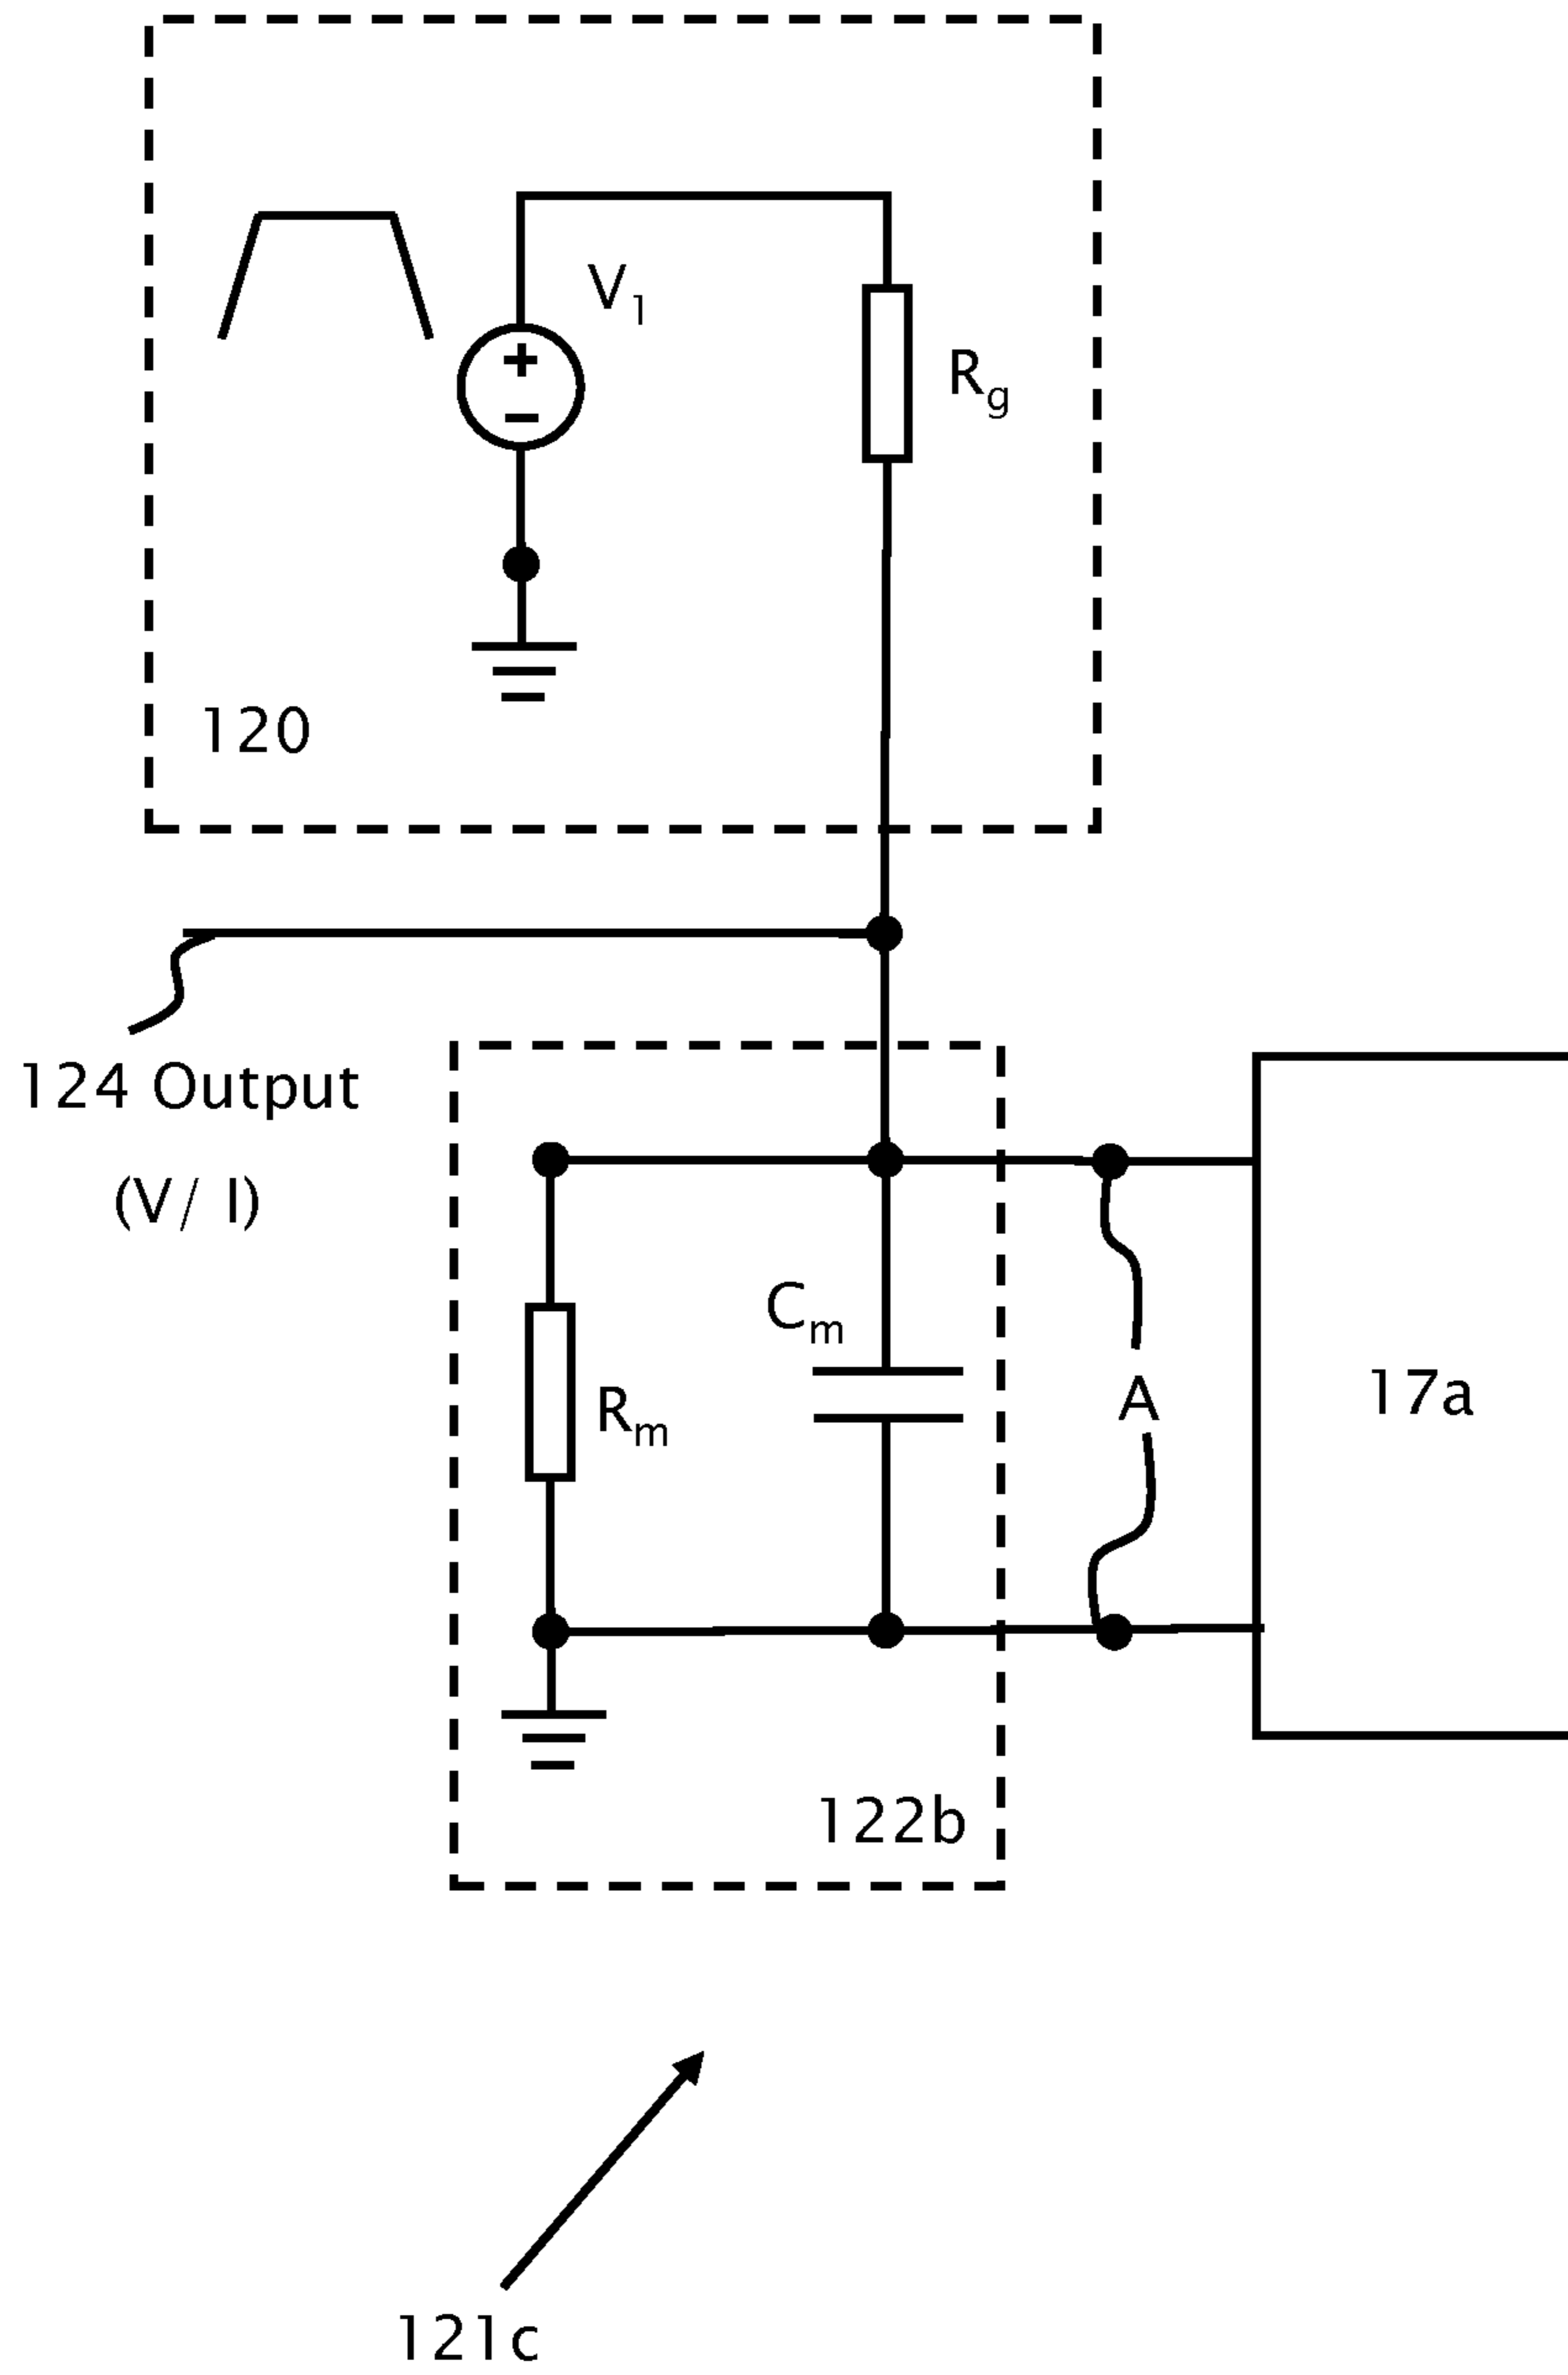 V1
+
−
Rg
120
124 Output
(V/ I)
Cm
A
17a
Rm
122b
121c